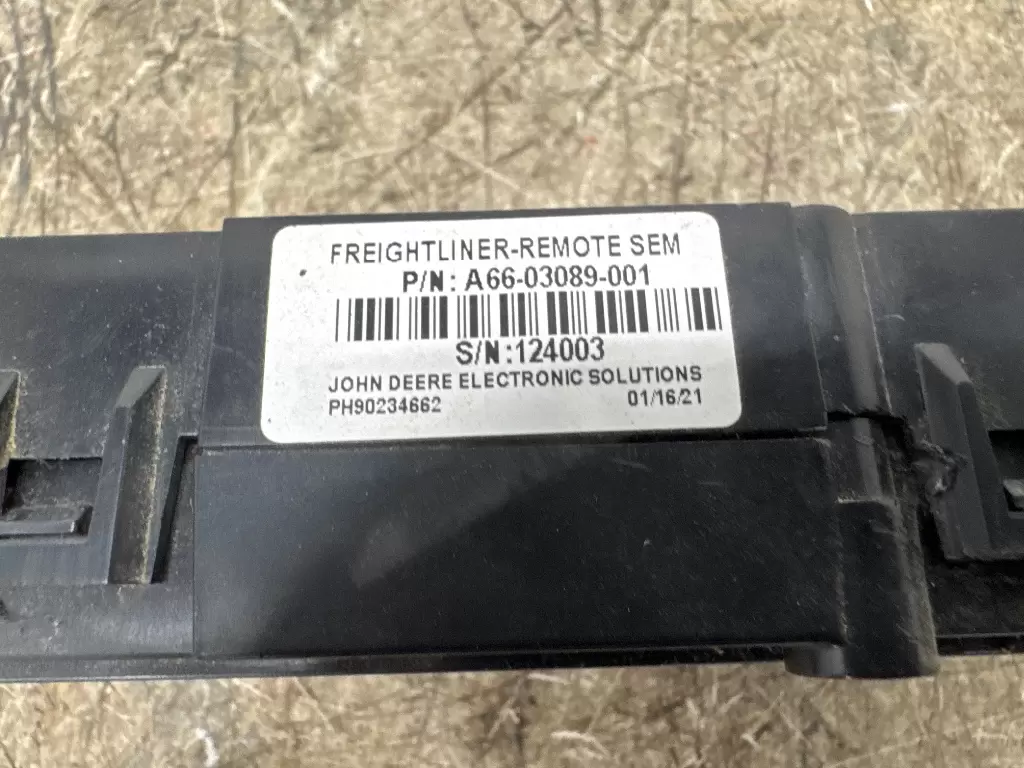 FREIGHTLINER-REMOTE SEM
P/N: A66-03089-001
S/N:124003
JOHN DEERE ELECTRONIC SOLUTIONS
PH90234662 01/16/21